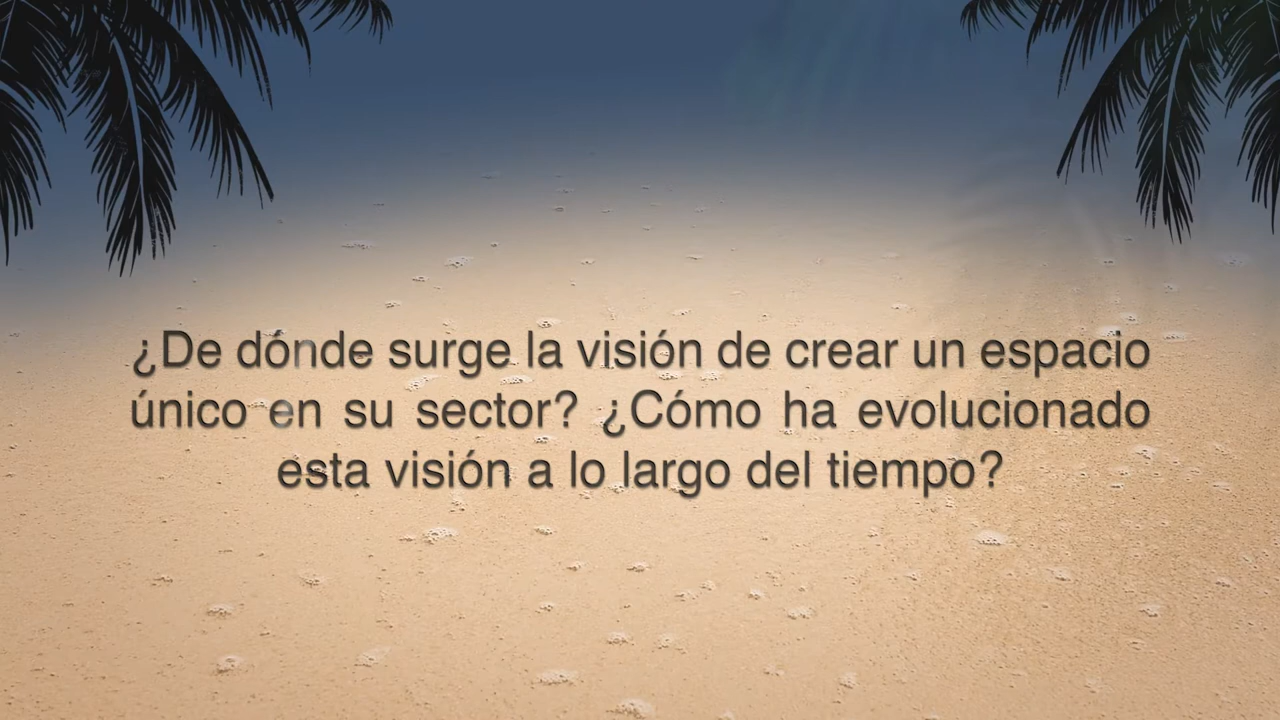 ¿De dónde surge la visión de crear un espacio
único en su sector? ¿Cómo ha evolucionado
esta visión a lo largo del tiempo?